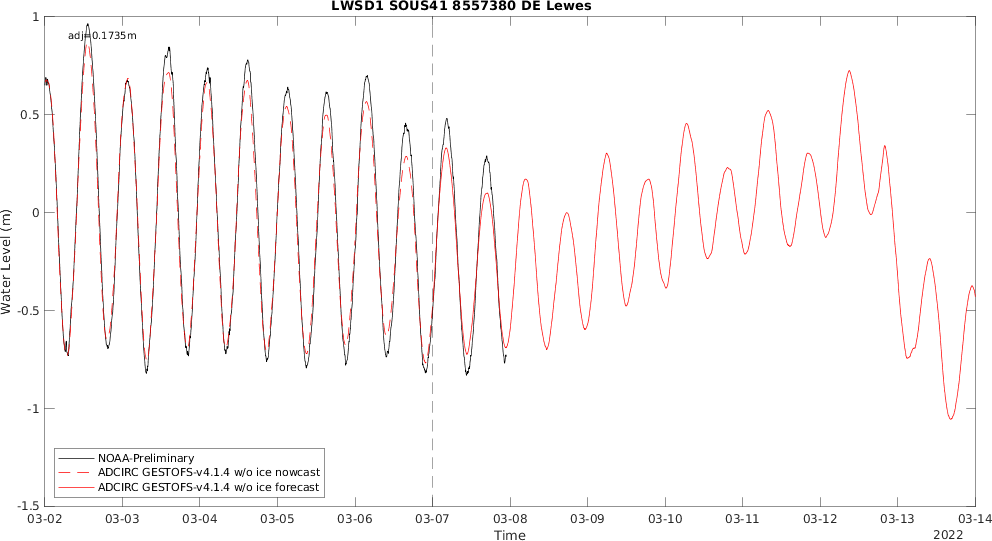 LWSD1 SOUS41 8557380 DE Lewes
adj=0.1735m
1
0.5
0
-0.5
-1
-1.5
Water Level (m)
NOAA-Preliminary
ADCIRC GESTOFS-v4.1.4 w/o ice nowcast
ADCIRC GESTOFS-v4.1.4 w/o ice forecast
03-02 03-03 03-04 03-05 03-06 03-07 03-08 03-09 03-10 03-11 03-12 03-13 03-14
Time
2022